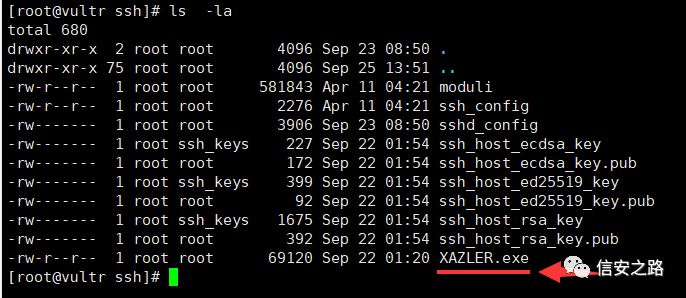 [root@vultr ssh]# ls  -la
total 680
drwxr-xr-x  2 root root       4096 Sep 23 08:50 .
drwxr-xr-x 75 root root       4096 Sep 25 13:51 ..
-rw-r--r--  1 root root     581843 Apr 11 04:21 moduli
-rw-r--r--  1 root root       2276 Apr 11 04:21 ssh_config
-rw-------  1 root root       3906 Sep 23 08:50 sshd_config
-rw-------  1 root ssh_keys    227 Sep 22 01:54 ssh_host_ecdsa_key
-rw-------  1 root root        172 Sep 22 01:54 ssh_host_ecdsa_key.pub
-rw-------  1 root ssh_keys    399 Sep 22 01:54 ssh_host_ed25519_key
-rw-------  1 root root         92 Sep 22 01:54 ssh_host_ed25519_key.pub
-rw-------  1 root ssh_keys   1675 Sep 22 01:54 ssh_host_rsa_key
-rw-------  1 root root        392 Sep 22 01:54 ssh_host_rsa_key.pub
-rw-------  1 root root      69120 Sep 22 01:20 XAZLER.exe
信安之路
[root@vultr ssh]#